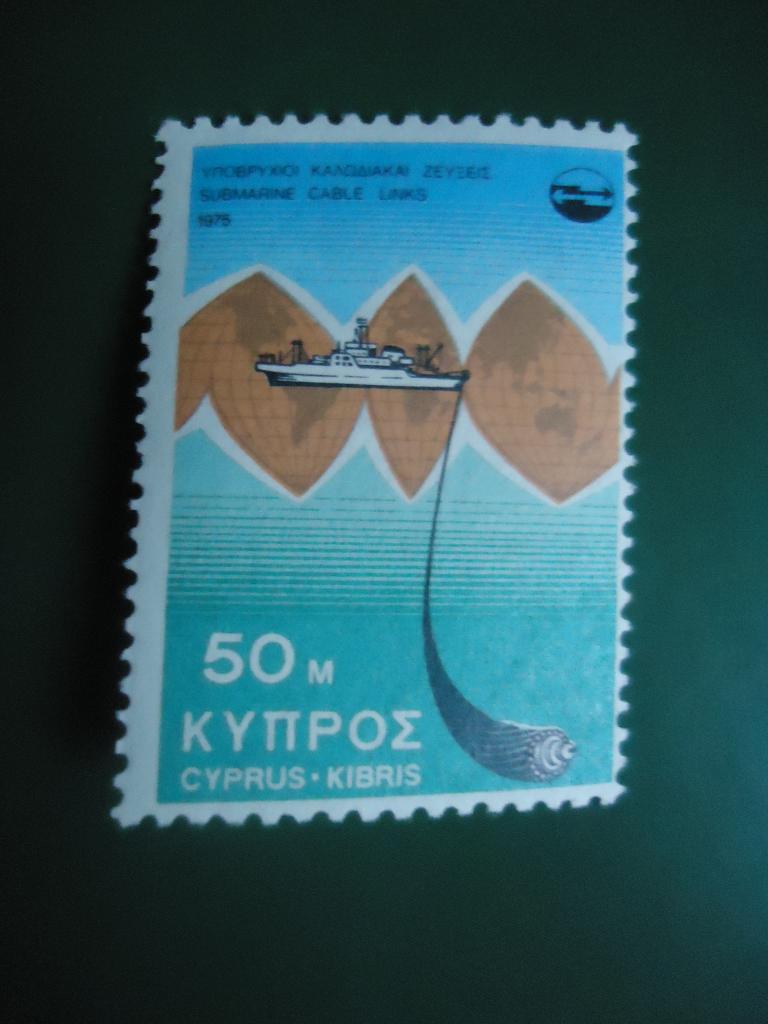 ΥΠΟΒΡΥΧΙΟΙ ΚΑΛΩΔΙΑΚΑΙ ΖΕΥΞΕΙΣ
SUBMARINE CABLE LINKS
1975
50 M
ΚΥΠΡΟΣ
CYPRUS · KIBRIS